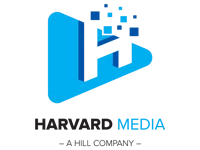 H
HARVARD MEDIA
– A HILL COMPANY –